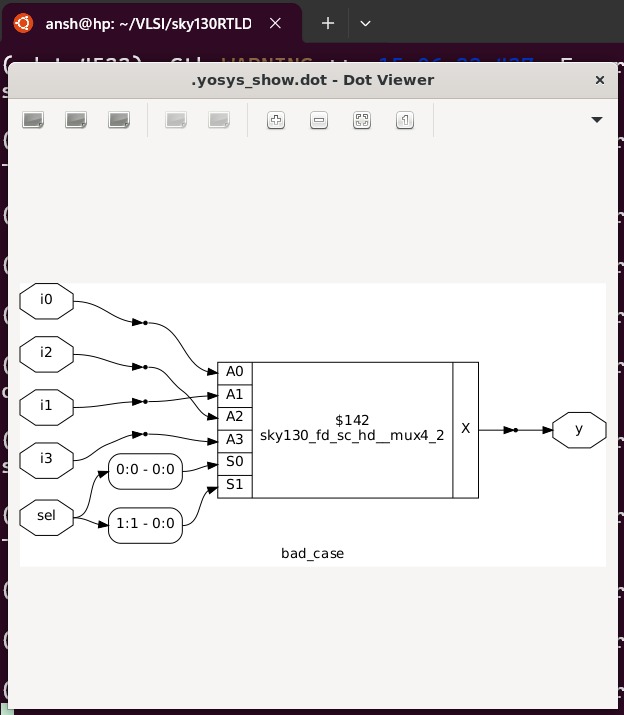 ansh@hp: ~/VLSI/sky130RTLD
.yosys_show.dot - Dot Viewer
i0
i2
i1
i3
sel
0:0 - 0:0
1:1 - 0:0
A0
A1
A2
A3
S0
S1
$142
sky130_fd_sc_hd__mux4_2
X
y
bad_case